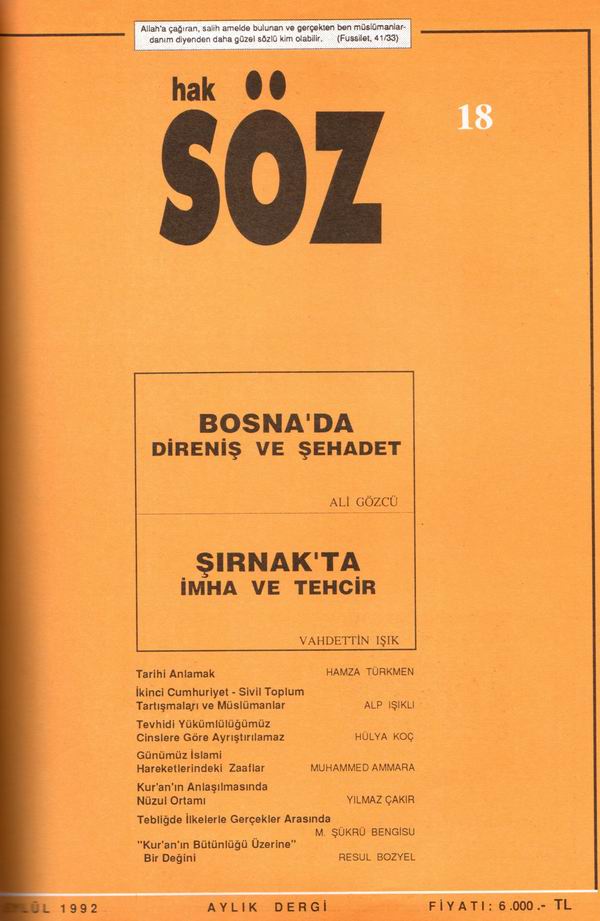 Allah'a çağıran, salih amelde bulunan ve gerçekten ben müslümanlar-
danım diyenden daha güzel sözlü kim olabilir. (Fussilet, 41/33)
hak
SÖZ
18
BOSNA'DA
DİRENİŞ VE ŞEHADET
ALİ GÖZCÜ
ŞIRNAK'TA
İMHA VE TEHCİR
VAHDETTİN IŞIK
Tarihi Anlamak HAMZA TÜRKMEN
İkinci Cumhuriyet - Sivil Toplum
Tartışmaları ve Müslümanlar ALP IŞIKLI
Tevhidi Yükümlülüğümüz
Cinslere Göre Ayrıştırılamaz HÜLYA KOÇ
Günümüz İslami
Hareketlerindeki Zaaflar MUHAMMED AMMARA
Kur'an'ın Anlaşılmasında
Nüzul Ortamı YILMAZ ÇAKIR
Tebliğde İlkelerle Gerçekler Arasında
M. ŞÜKRÜ BENGİSU
"Kur'an'ın Bütünlüğü Üzerine"
Bir Değini RESUL BOZYEL
EYLÜL 1992 AYLIK DERGİ FİYATI: 6.000.- TL